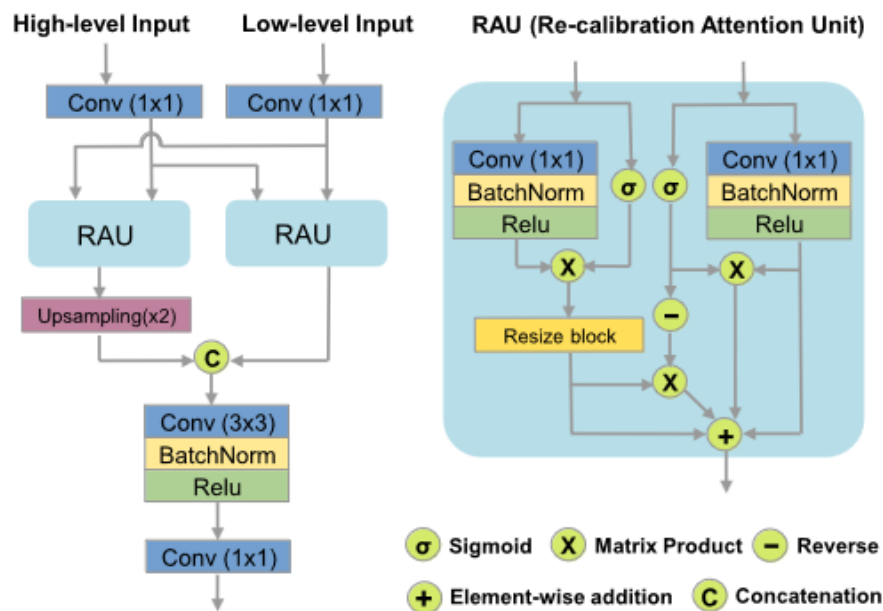 High-level Input
Low-level Input
Conv (1x1)
Conv (1x1)
RAU
RAU
Upsampling(x2)
C
Conv (3x3)
BatchNorm
Relu
Conv (1x1)
RAU (Re-calibration Attention Unit)
Conv (1x1)
BatchNorm
Relu
σ
σ
Conv (1x1)
BatchNorm
Relu
X
X
Resize block
−
X
+
σ Sigmoid
X Matrix Product
− Reverse
+ Element-wise addition
C Concatenation